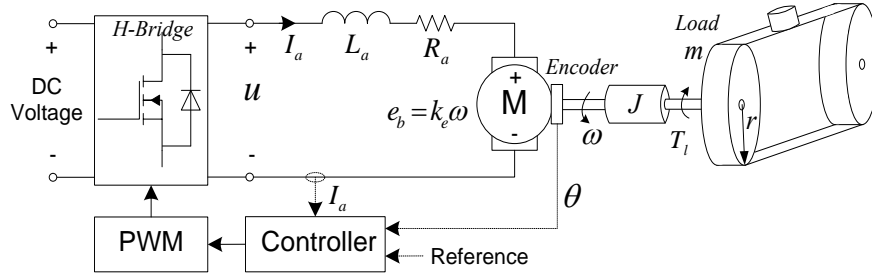 H-Bridge
+
DC
Voltage
-
+
u
-
I_a
L_a
R_a
e_b = k_e ω
+
M
-
Encoder
ω
J
T_l
Load
m
r
I_a
θ
PWM
Controller
Reference